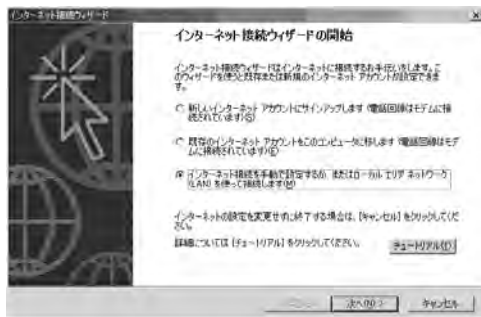 インターネット接続ウィザード
インターネット接続ウィザードの開始
インターネット接続ウィザードはインターネットに接続するお手伝いをします。こ
のウィザードを使うと既存または新規のインターネット アカウントが設定できま
す。
新しいインターネット アカウントにサインアップします (電話回線はモデムに接
続されています)(S)
既存のインターネット アカウントをこのコンピュータに移します (電話回線はモデ
ムに接続されています)(E)
インターネット接続を手動で設定するか、またはローカル エリア ネットワーク
(LAN) を使って接続します(M)
インターネットの設定を変更せずに終了する場合は、[キャンセル] をクリックしてくだ
さい。
詳細については [チュートリアル] をクリックしてください。
チュートリアル(T)
次へ(N) >
キャンセル